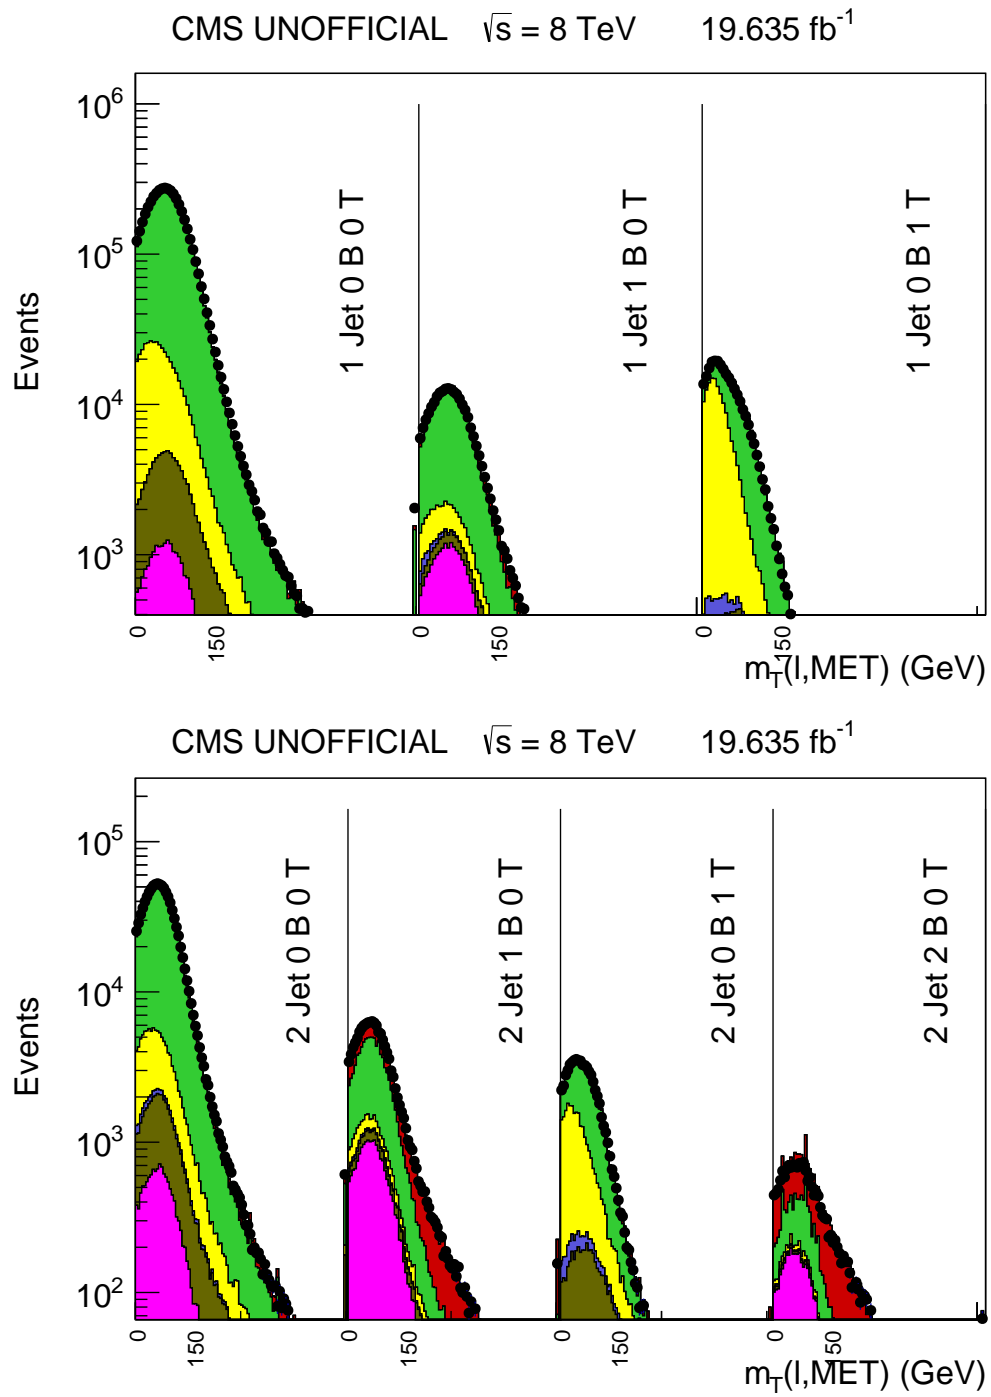 CMS UNOFFICIAL √s = 8 TeV 19.635 fb⁻¹
Events
10⁶
10⁵
10⁴
10³
1 Jet 0 B 0 T
1 Jet 1 B 0 T
1 Jet 0 B 1 T
0 150 0 150 0 150
m_T(l,MET) (GeV)
CMS UNOFFICIAL √s = 8 TeV 19.635 fb⁻¹
Events
10⁵
10⁴
10³
10²
2 Jet 0 B 0 T
2 Jet 1 B 0 T
2 Jet 0 B 1 T
2 Jet 2 B 0 T
0 150 0 150 0 150 0 150
m_T(l,MET) (GeV)